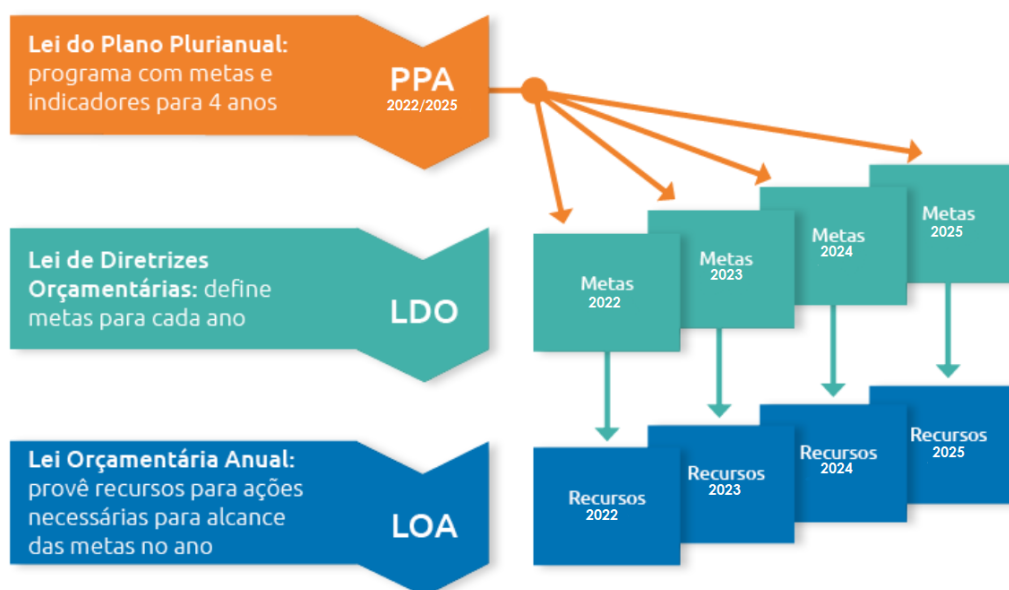 Lei do Plano Plurianual:
programa com metas e
indicadores para 4 anos
PPA
2022/2025
Lei de Diretrizes
Orçamentárias: define
metas para cada ano
LDO
Metas
2022
Metas
2023
Metas
2024
Metas
2025
Lei Orçamentária Anual:
provê recursos para ações
necessárias para alcance
das metas no ano
LOA
Recursos
2022
Recursos
2023
Recursos
2024
Recursos
2025